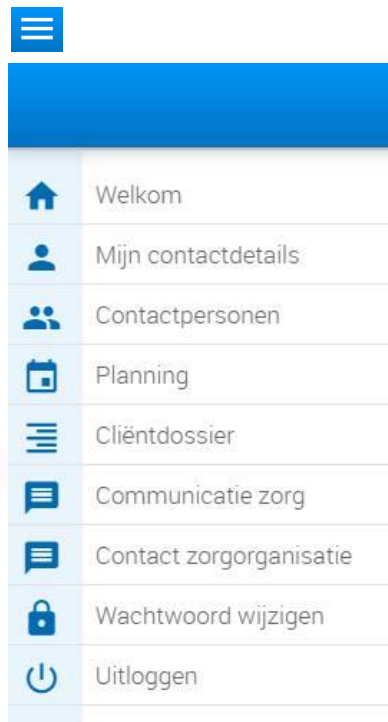 Welkom
Mijn contactdetails
Contactpersonen
Planning
Cliëntdossier
Communicatie zorg
Contact zorgorganisatie
Wachtwoord wijzigen
Uitloggen